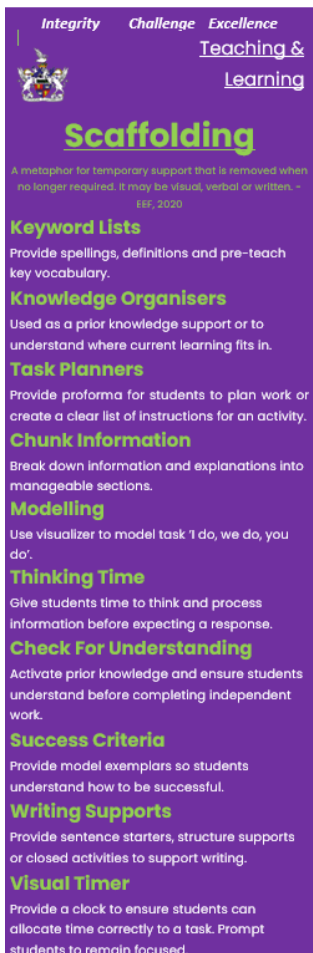 Integrity Challenge Excellence
Teaching &
Learning
Scaffolding
A metaphor for temporary support that is removed when
no longer required. It may be visual, verbal or written. -
EEF, 2020
Keyword Lists
Provide spellings, definitions and pre-teach
key vocabulary.
Knowledge Organisers
Used as a prior knowledge support or to
understand where current learning fits in.
Task Planners
Provide proforma for students to plan work or
create a clear list of instructions for an activity.
Chunk Information
Break down information and explanations into
manageable sections.
Modelling
Use visualizer to model task ‘I do, we do, you
do’.
Thinking Time
Give students time to think and process
information before expecting a response.
Check For Understanding
Activate prior knowledge and ensure students
understand before completing independent
work.
Success Criteria
Provide model exemplars so students
understand how to be successful.
Writing Supports
Provide sentence starters, structure supports
or closed activities to support writing.
Visual Timer
Provide a clock to ensure students can
allocate time correctly to a task. Prompt
students to remain focused.